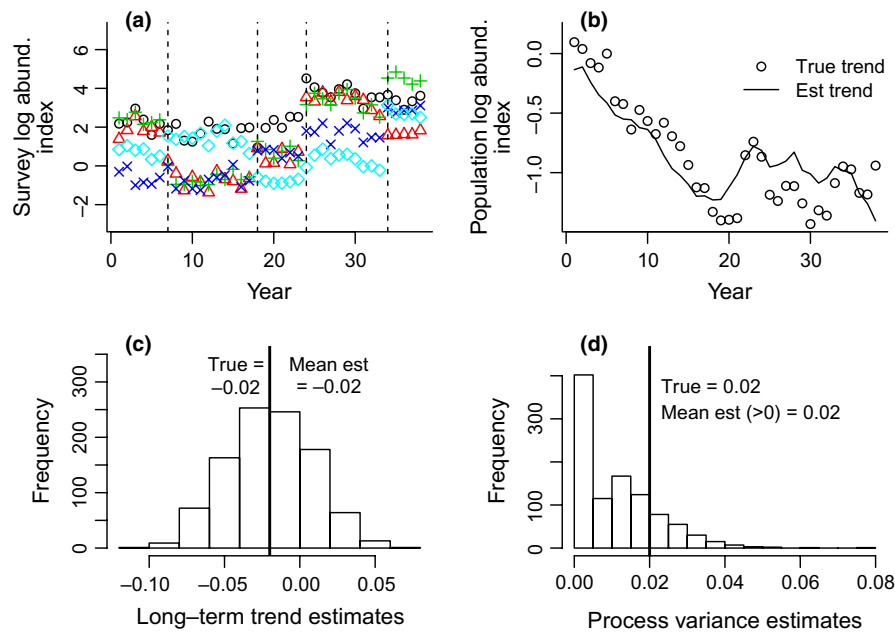 (a)
Survey log abund.
index
6
4
2
0
−2
0 10 20 30
Year
(b)
Population log abund.
index
0.0
−0.5
−1.0
True trend
Est trend
0 10 20 30
Year
(c)
Frequency
300
200
100
0
True =
−0.02
Mean est
= −0.02
−0.10 −0.05 0.00 0.05
Long−term trend estimates
(d)
Frequency
300
100
0
True = 0.02
Mean est (>0) = 0.02
0.00 0.02 0.04 0.06 0.08
Process variance estimates